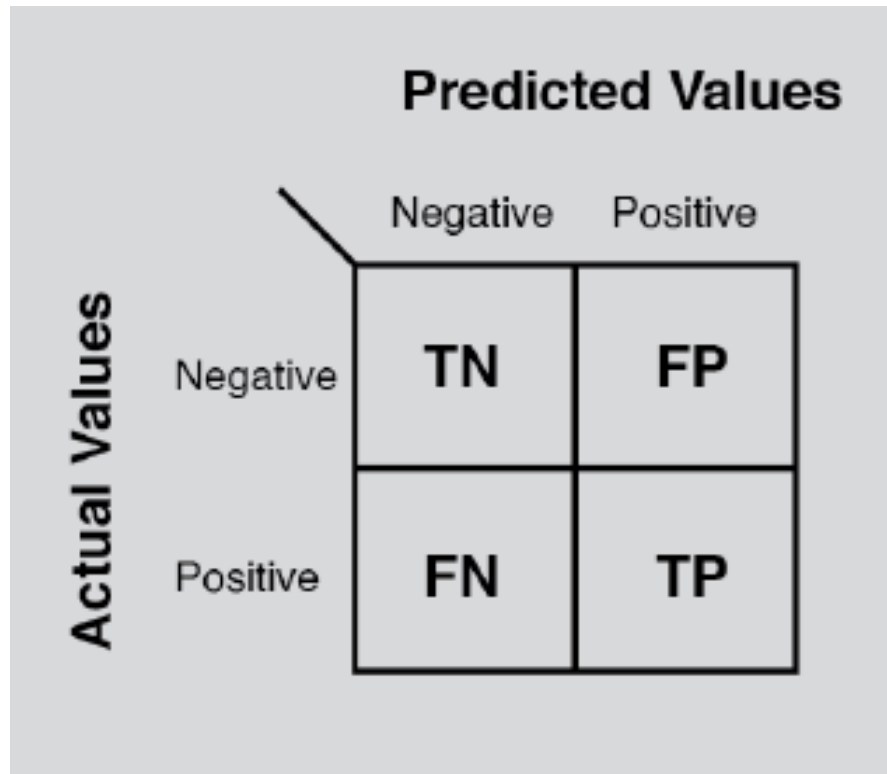 Predicted Values
Negative Positive
Actual Values
Negative TN FP
Positive FN TP